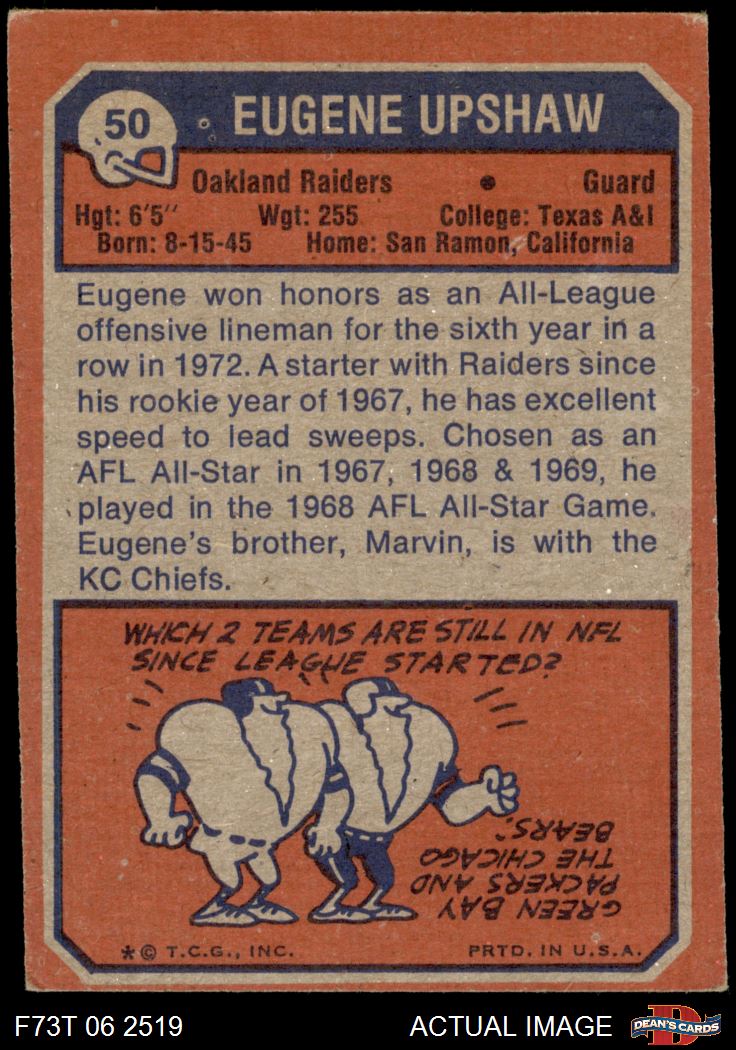 50
EUGENE UPSHAW
Oakland Raiders • Guard
Hgt: 6'5" Wgt: 255 College: Texas A&I
Born: 8-15-45 Home: San Ramon, California
Eugene won honors as an All-League
offensive lineman for the sixth year in a
row in 1972. A starter with Raiders since
his rookie year of 1967, he has excellent
speed to lead sweeps. Chosen as an
AFL All-Star in 1967, 1968 & 1969, he
played in the 1968 AFL All-Star Game.
Eugene's brother, Marvin, is with the
KC Chiefs.
WHICH 2 TEAMS ARE STILL IN NFL
SINCE LEAGUE STARTED?
GREEN BAY
PACKERS AND
THE CHICAGO
BEARS.
* © T.C.G., INC. PRTD. IN U.S.A.
F73T 06 2519 ACTUAL IMAGE D DEAN'S CARDS